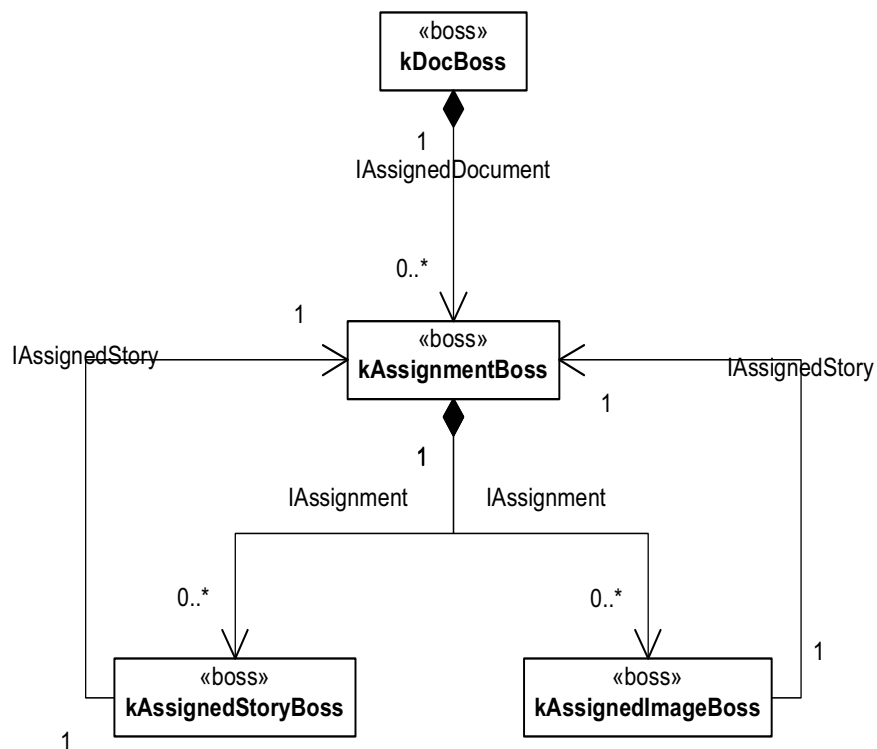 «boss»
kDocBoss
1
IAssignedDocument
0..*
1
«boss»
kAssignmentBoss
IAssignedStory
IAssignedStory
1
1
IAssignment
IAssignment
0..*
0..*
«boss»
kAssignedStoryBoss
«boss»
kAssignedImageBoss
1
1